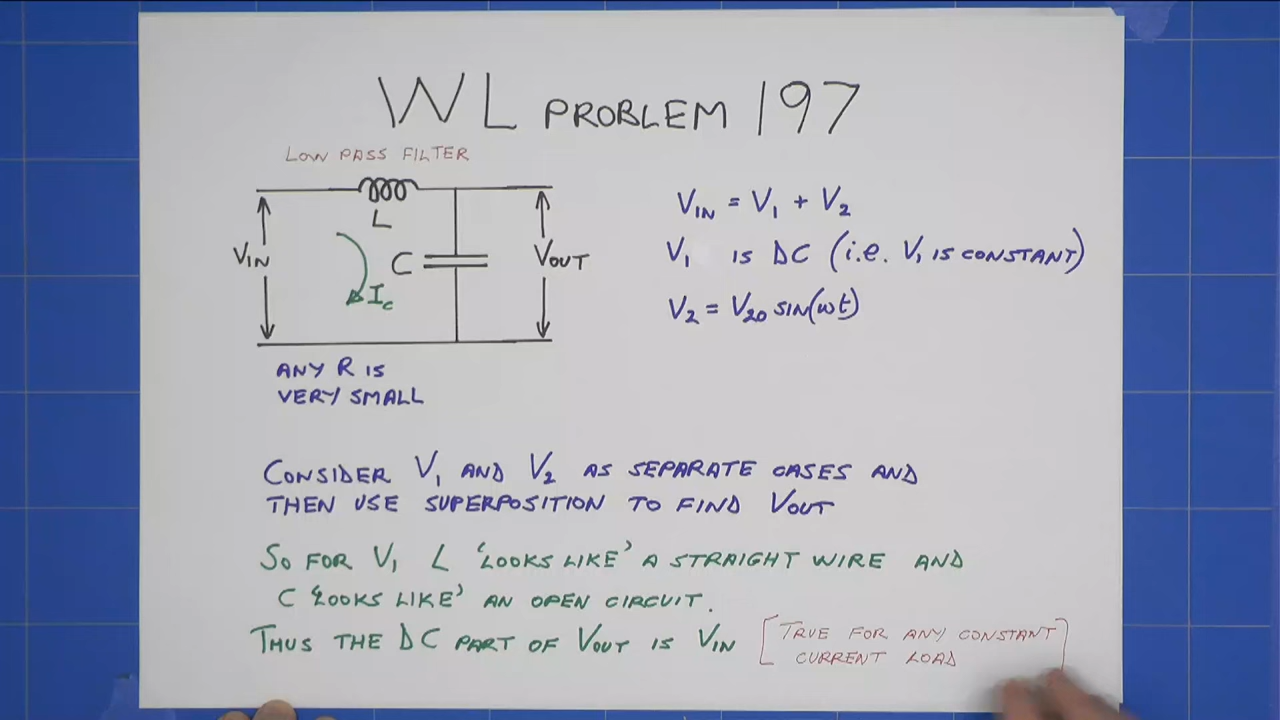 WL PROBLEM 197
LOW PASS FILTER
L
VIN
C
VOUT
Ic
ANY R IS
VERY SMALL
VIN = V1 + V2
V1 IS DC (i.e. V1 IS CONSTANT)
V2 = V20 SIN(ωt)
CONSIDER V1 AND V2 AS SEPARATE CASES AND
THEN USE SUPERPOSITION TO FIND VOUT
SO FOR V1 L 'LOOKS LIKE' A STRAIGHT WIRE AND
C 'LOOKS LIKE' AN OPEN CIRCUIT.
THUS THE DC PART OF VOUT IS VIN [TRUE FOR ANY CONSTANT
CURRENT LOAD]